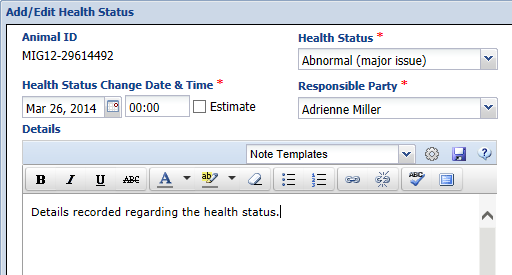 Add/Edit Health Status
Animal ID
MIG12-29614492
Health Status *
Abnormal (major issue)
Health Status Change Date & Time *
Mar 26, 2014 00:00 Estimate
Responsible Party *
Adrienne Miller
Details
Note Templates
B I U ABC A ab ABC
Details recorded regarding the health status.